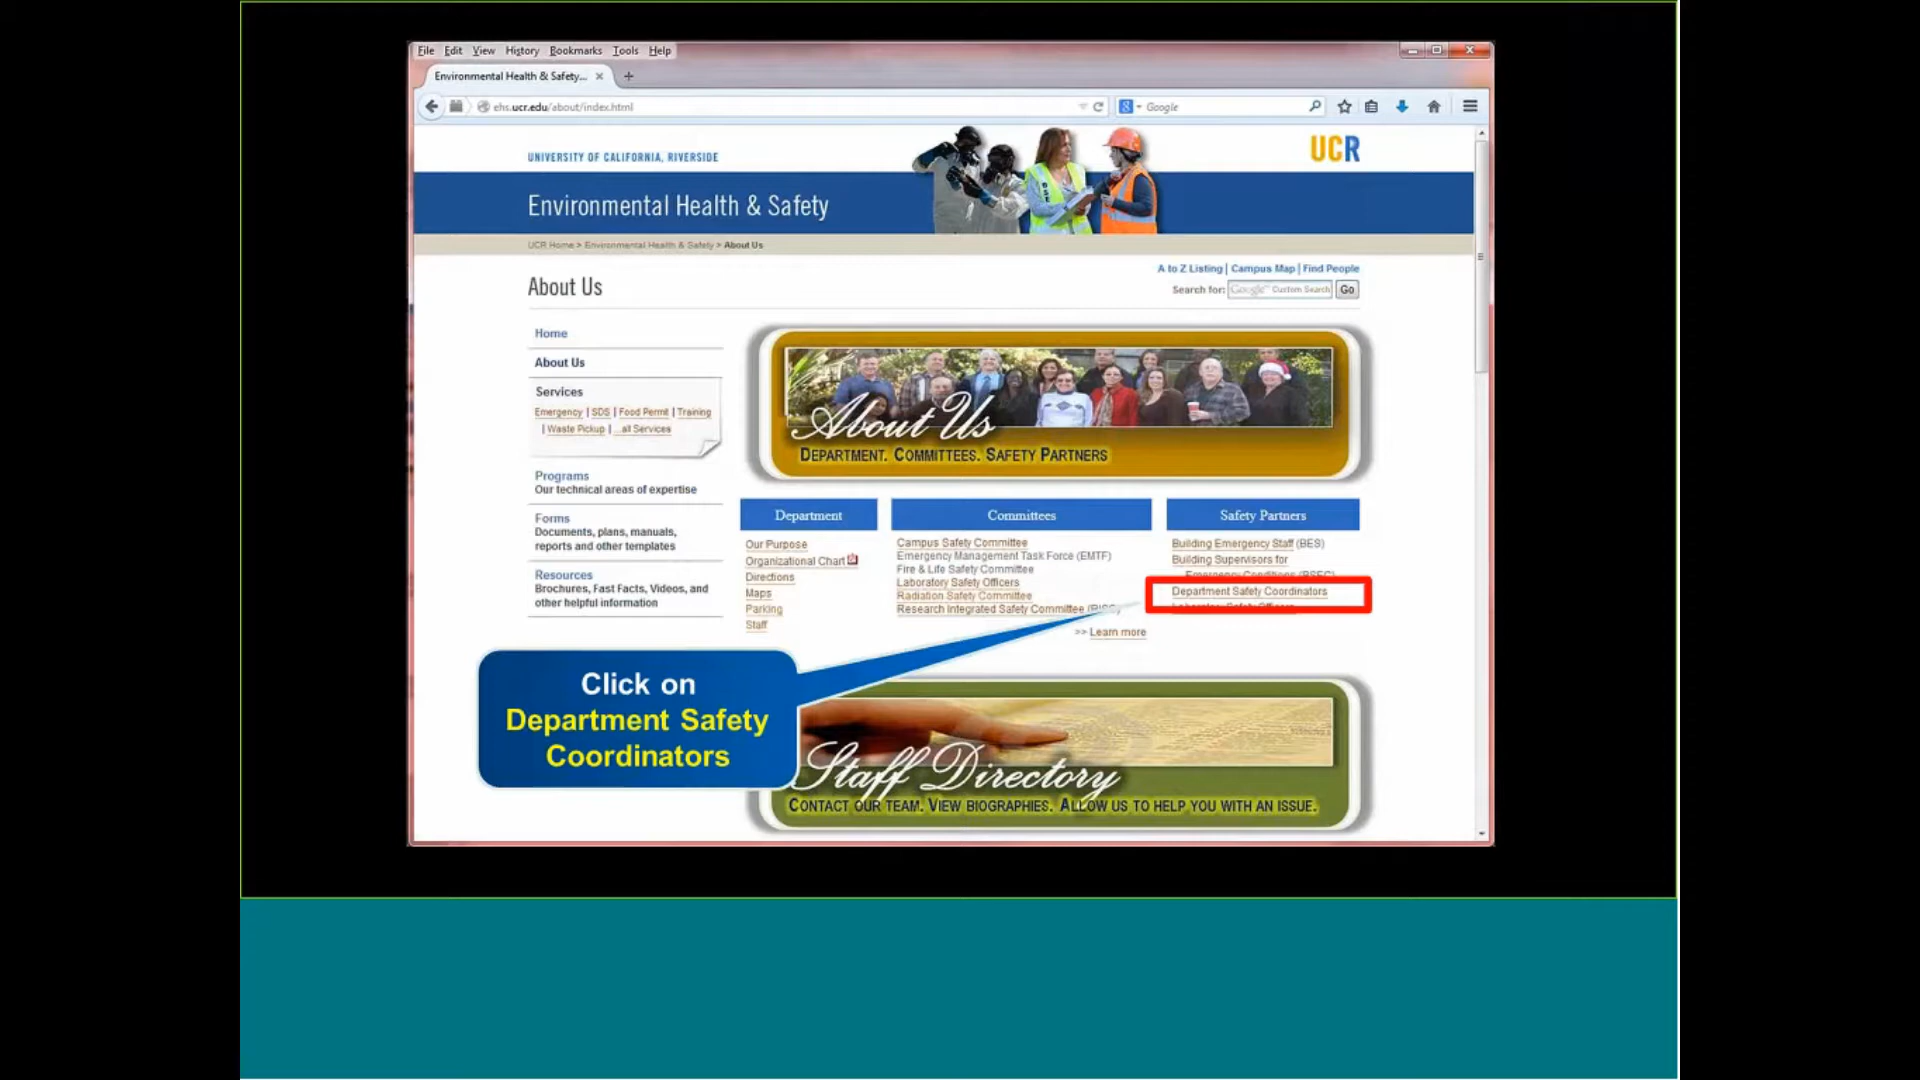 File Edit View History Bookmarks Tools Help
Environmental Health & Safety...
ehs.ucr.edu/about/index.html
Google
UNIVERSITY OF CALIFORNIA, RIVERSIDE
UCR
Environmental Health & Safety
UCR Home > Environmental Health & Safety > About Us
About Us
A to Z Listing | Campus Map | Find People
Search for: Google™ Custom Search Go
Home
About Us
Services
Emergency | SDS | Food Permit | Training
| Waste Pickup | ...all Services
Programs
Our technical areas of expertise
Forms
Documents, plans, manuals,
reports and other templates
Resources
Brochures, Fast Facts, Videos, and
other helpful information
About Us
DEPARTMENT. COMMITTEES. SAFETY PARTNERS
Department
Our Purpose
Organizational Chart
Directions
Maps
Parking
Staff
Committees
Campus Safety Committee
Emergency Management Task Force (EMTF)
Fire & Life Safety Committee
Laboratory Safety Officers
Radiation Safety Committee
Research Integrated Safety Committee (RISC)
>> Learn more
Safety Partners
Building Emergency Staff (BES)
Building Supervisors for
Emergency Conditions (BSEC)
Department Safety Coordinators
Laboratory Safety Officers
Click on
Department Safety
Coordinators
Staff Directory
CONTACT OUR TEAM. VIEW BIOGRAPHIES. ALLOW US TO HELP YOU WITH AN ISSUE.